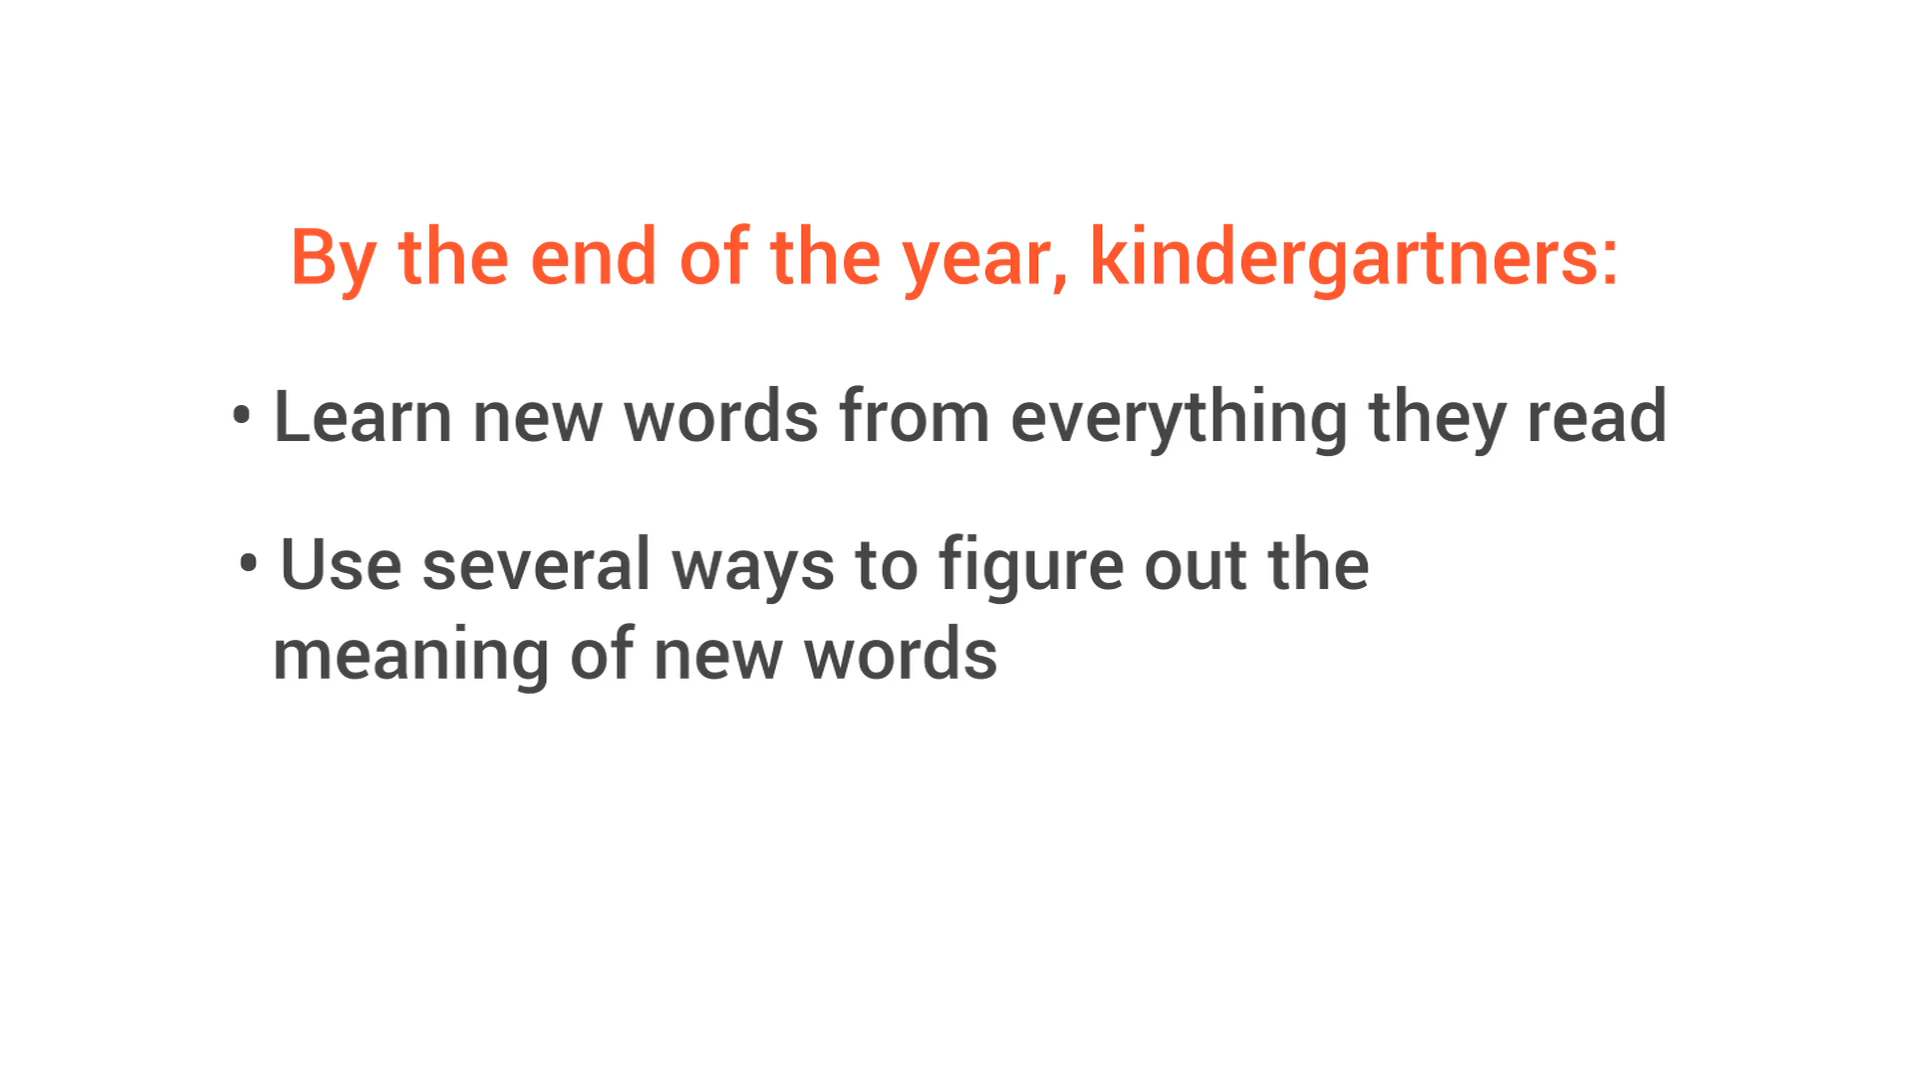 By the end of the year, kindergartners:
• Learn new words from everything they read
• Use several ways to figure out the
meaning of new words